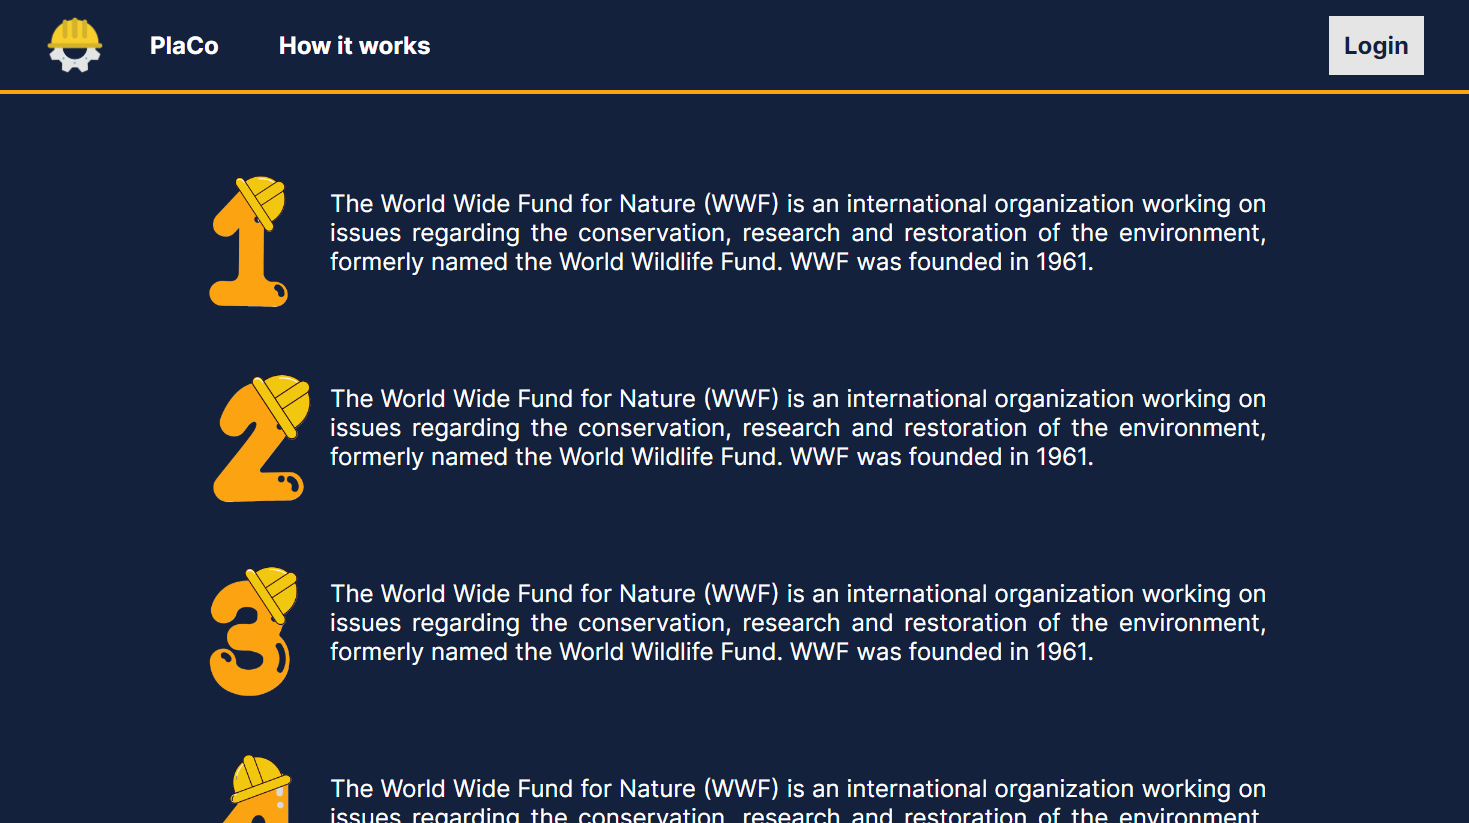 PlaCo
How it works
Login
1
The World Wide Fund for Nature (WWF) is an international organization working on
issues regarding the conservation, research and restoration of the environment,
formerly named the World Wildlife Fund. WWF was founded in 1961.
2
The World Wide Fund for Nature (WWF) is an international organization working on
issues regarding the conservation, research and restoration of the environment,
formerly named the World Wildlife Fund. WWF was founded in 1961.
3
The World Wide Fund for Nature (WWF) is an international organization working on
issues regarding the conservation, research and restoration of the environment,
formerly named the World Wildlife Fund. WWF was founded in 1961.
4
The World Wide Fund for Nature (WWF) is an international organization working on
issues regarding the conservation, research and restoration of the environment,